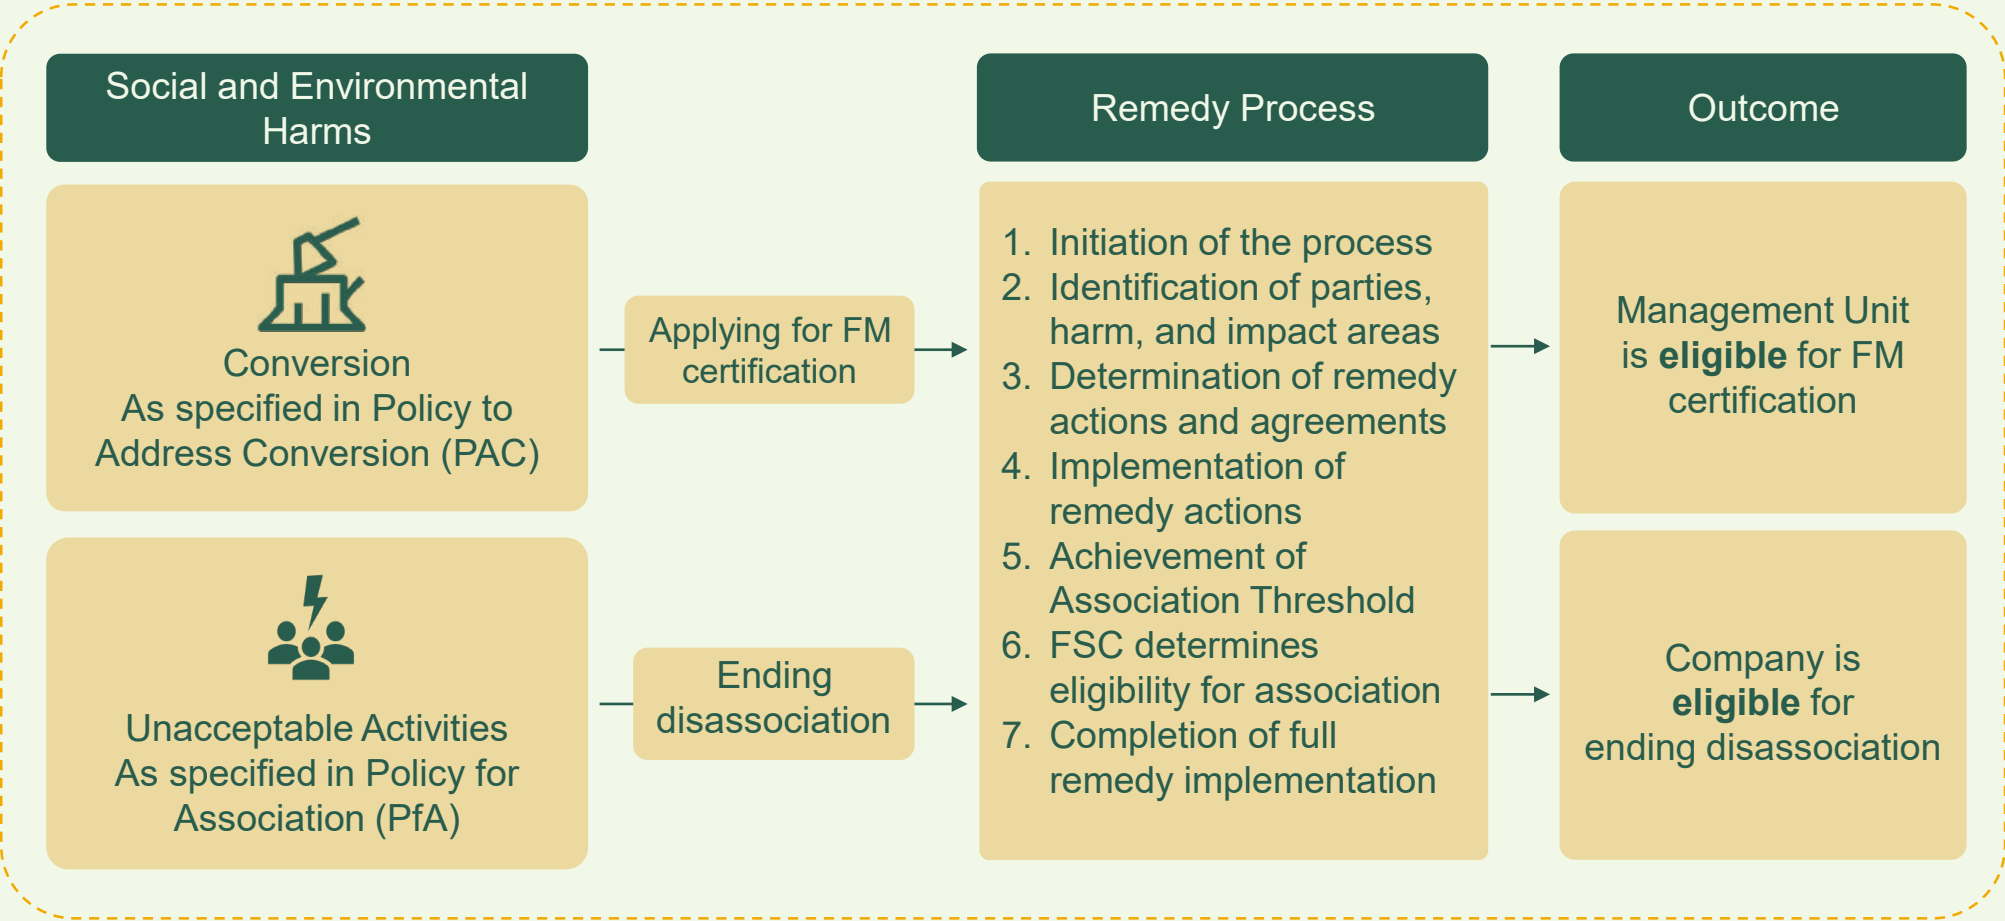 Social and Environmental
Harms
Conversion
As specified in Policy to
Address Conversion (PAC)
Unacceptable Activities
As specified in Policy for
Association (PfA)
Applying for FM
certification
Ending
disassociation
Remedy Process
1. Initiation of the process
2. Identification of parties,
harm, and impact areas
3. Determination of remedy
actions and agreements
4. Implementation of
remedy actions
5. Achievement of
Association Threshold
6. FSC determines
eligibility for association
7. Completion of full
remedy implementation
Outcome
Management Unit
is eligible for FM
certification
Company is
eligible for
ending disassociation